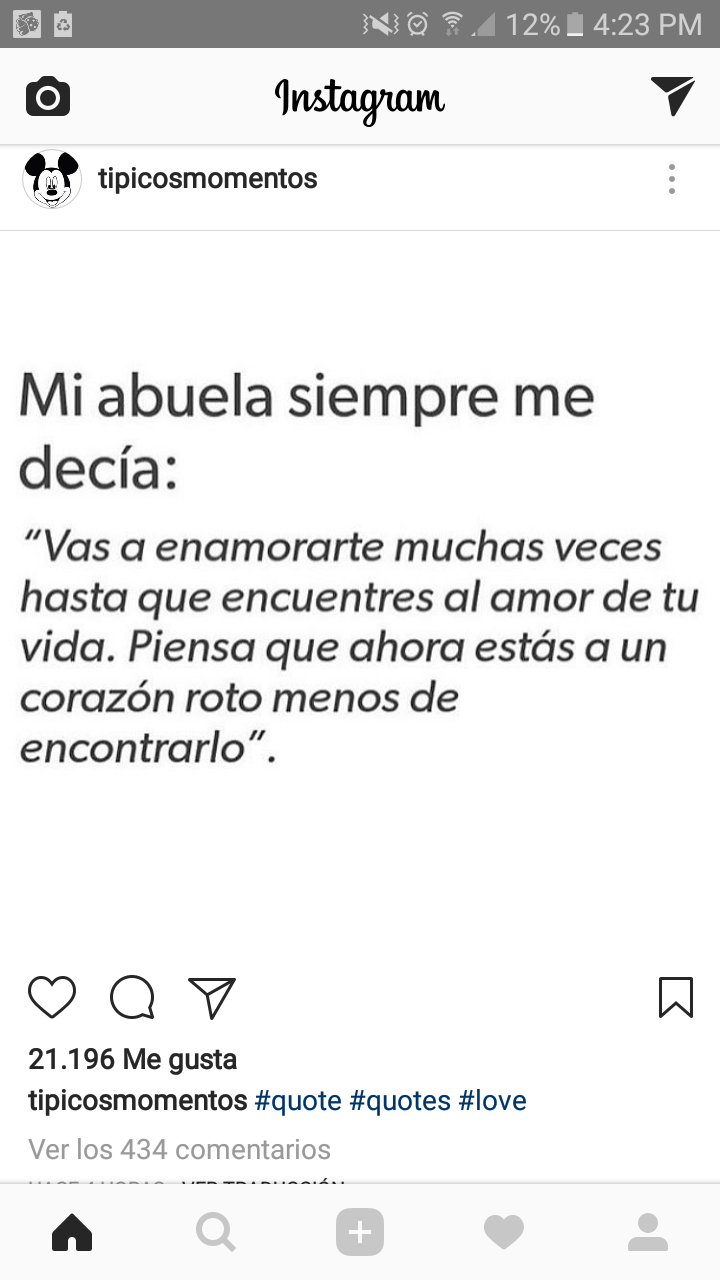 12% 4:23 PM
Instagram
tipicosmomentos
Mi abuela siempre me
decía:
“Vas a enamorarte muchas veces
hasta que encuentres al amor de tu
vida. Piensa que ahora estás a un
corazón roto menos de
encontrarlo”.
21.196 Me gusta
tipicosmomentos #quote #quotes #love
Ver los 434 comentarios